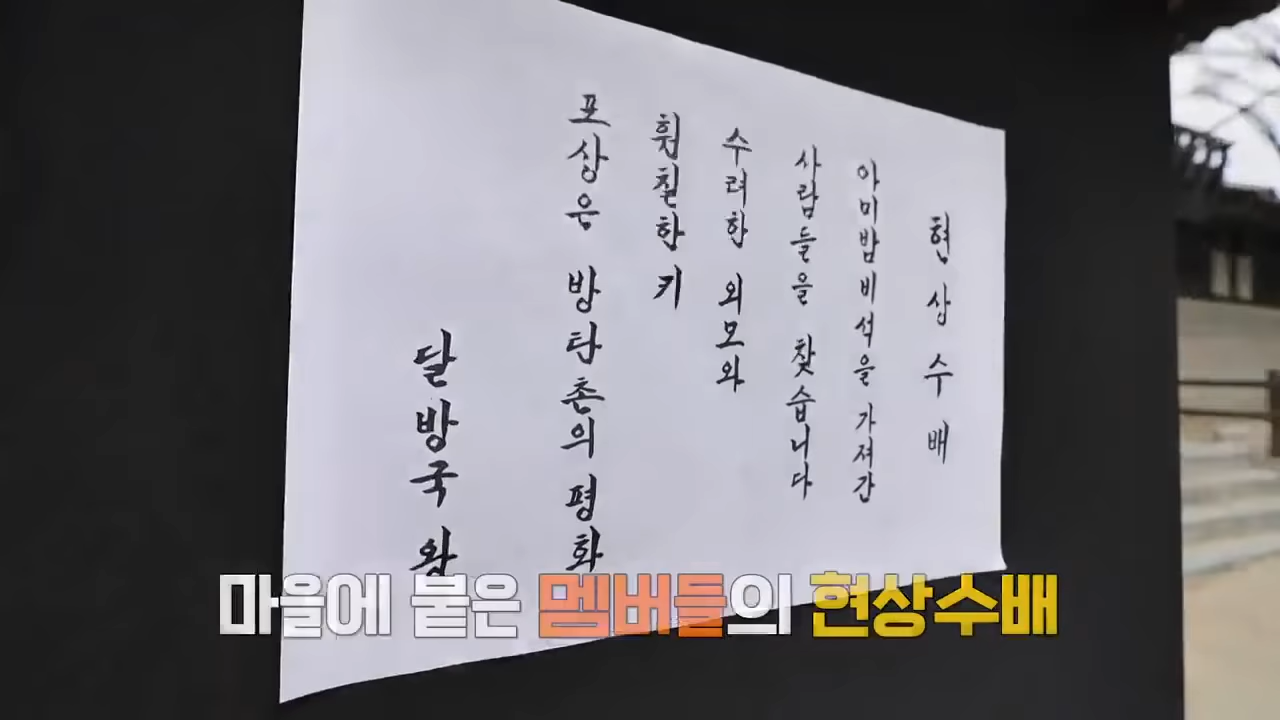 현상수배
아미밤비석을 가져간
사람들을 찾습니다
수려한 외모와
훤칠한 키
포상은 방탄촌의 평화
달방국 왕
마을에 붙은 멤버들의 현상수배